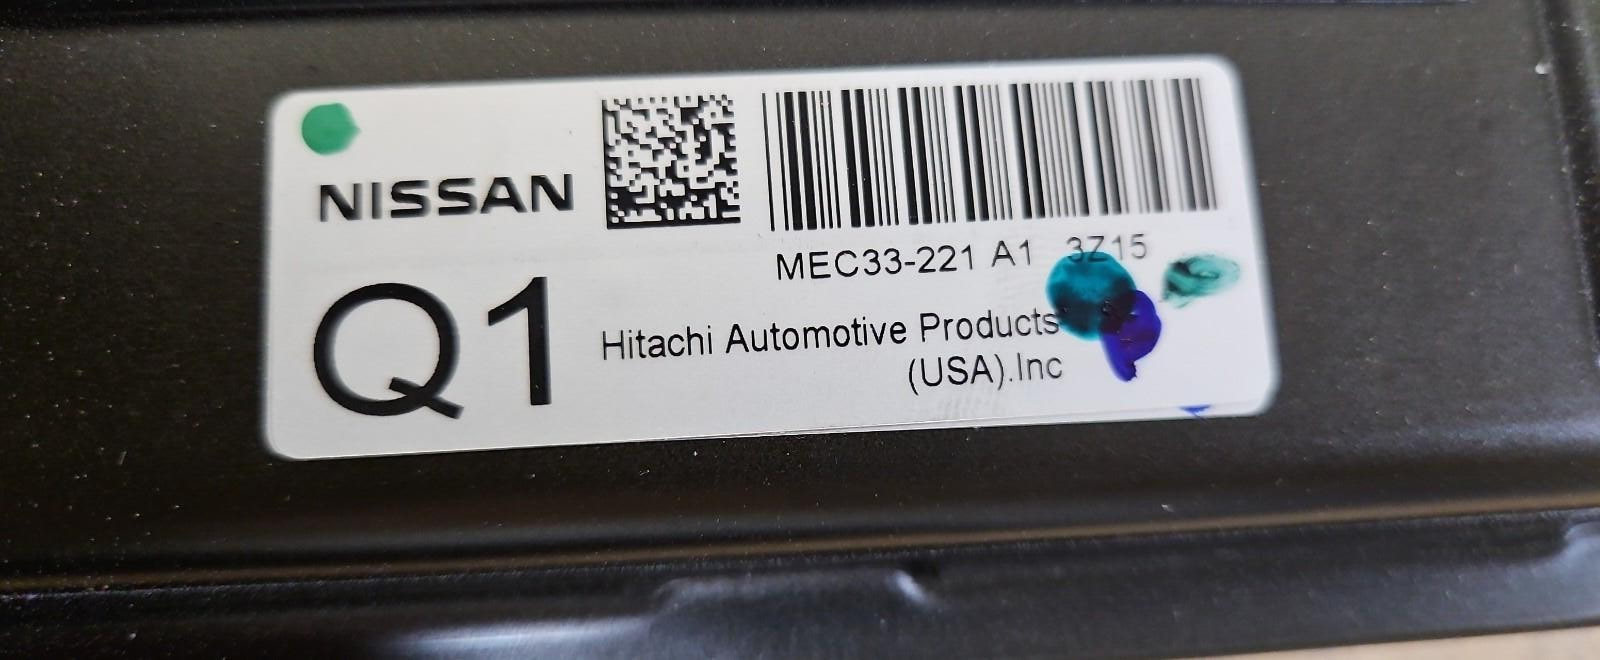 NISSAN
MEC33-221 A1 3Z15
Q1
Hitachi Automotive Products
(USA).Inc